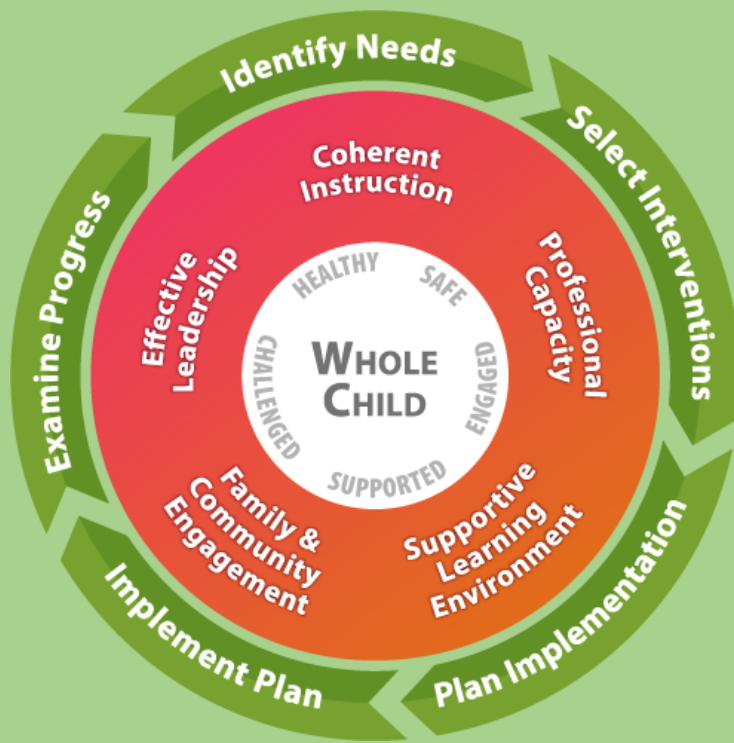 Identify Needs
Select Interventions
Plan Implementation
Implement Plan
Examine Progress
Coherent
Instruction
Professional
Capacity
Supportive
Learning
Environment
Family &
Community
Engagement
Effective
Leadership
HEALTHY
SAFE
ENGAGED
SUPPORTED
CHALLENGED
WHOLE
CHILD